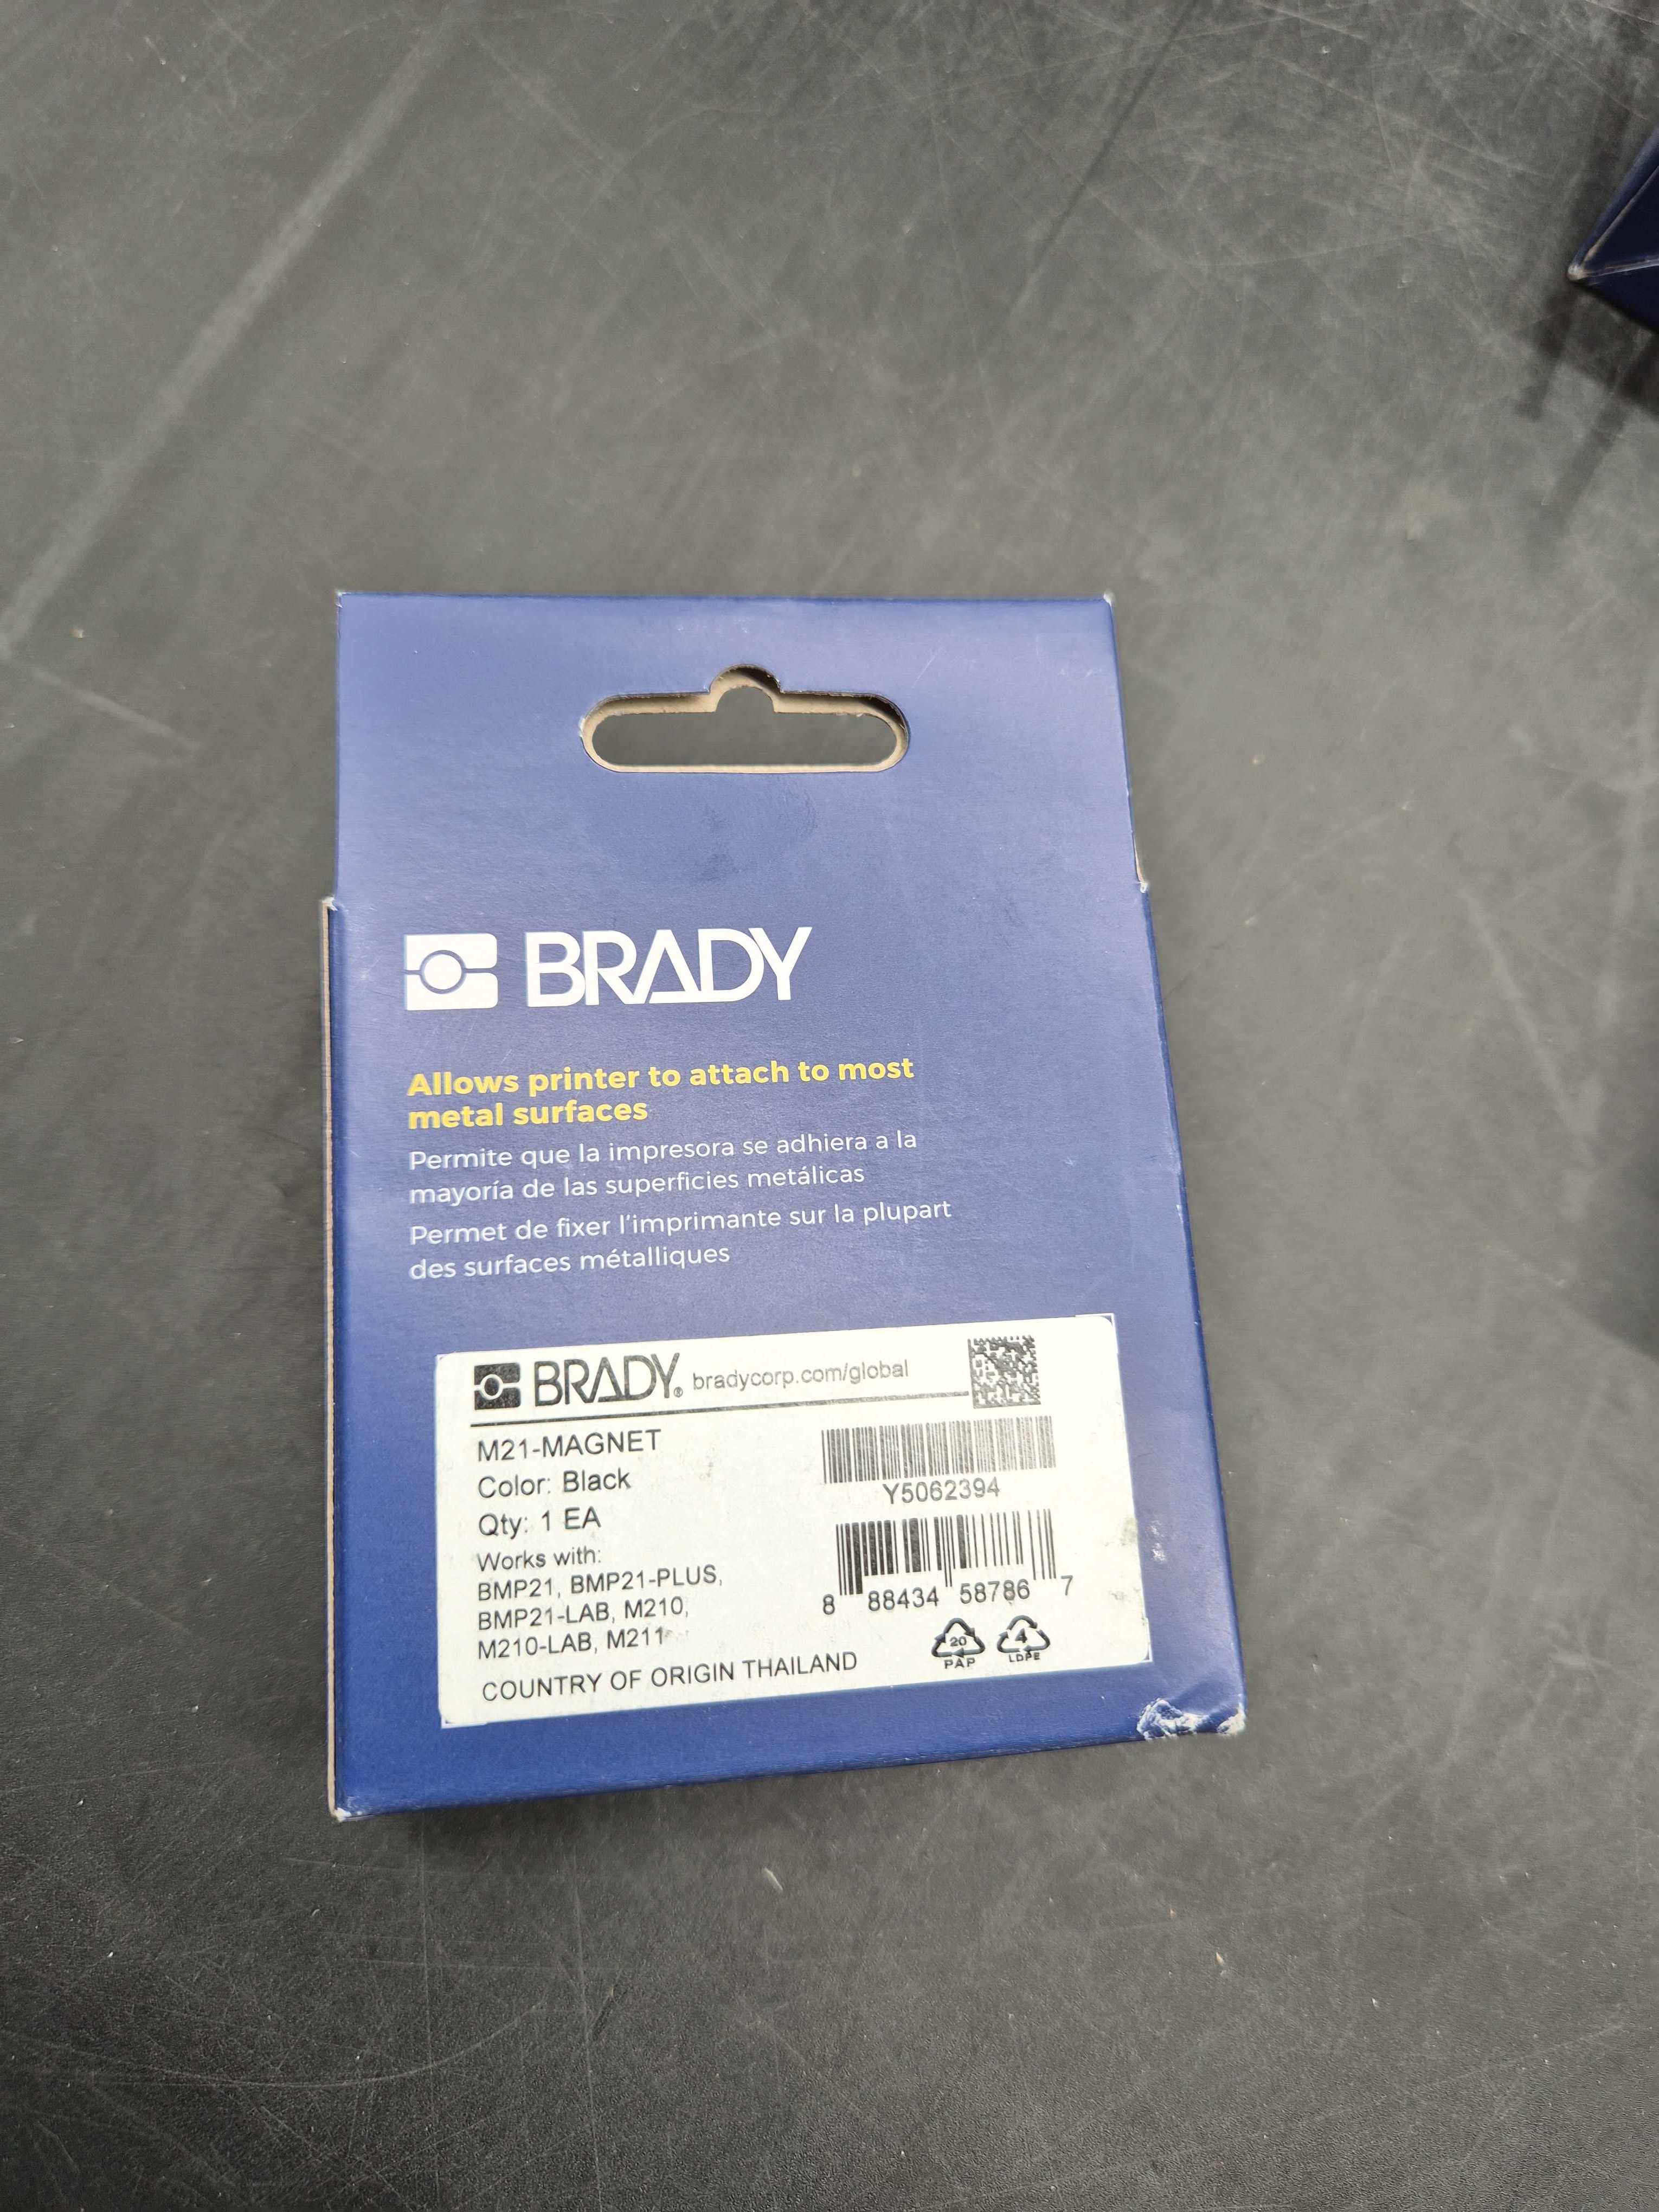 BRADY
Allows printer to attach to most
metal surfaces
Permite que la impresora se adhiera a la
mayoría de las superficies metálicas
Permet de fixer l'imprimante sur la plupart
des surfaces métalliques
BRADY® bradycorp.com/global
M21-MAGNET
Color: Black
Qty: 1 EA
Y5062394
Works with:
BMP21, BMP21-PLUS,
BMP21-LAB, M210,
M210-LAB, M211
8 88434 58786 7
20 4
PAP LDPE
COUNTRY OF ORIGIN THAILAND